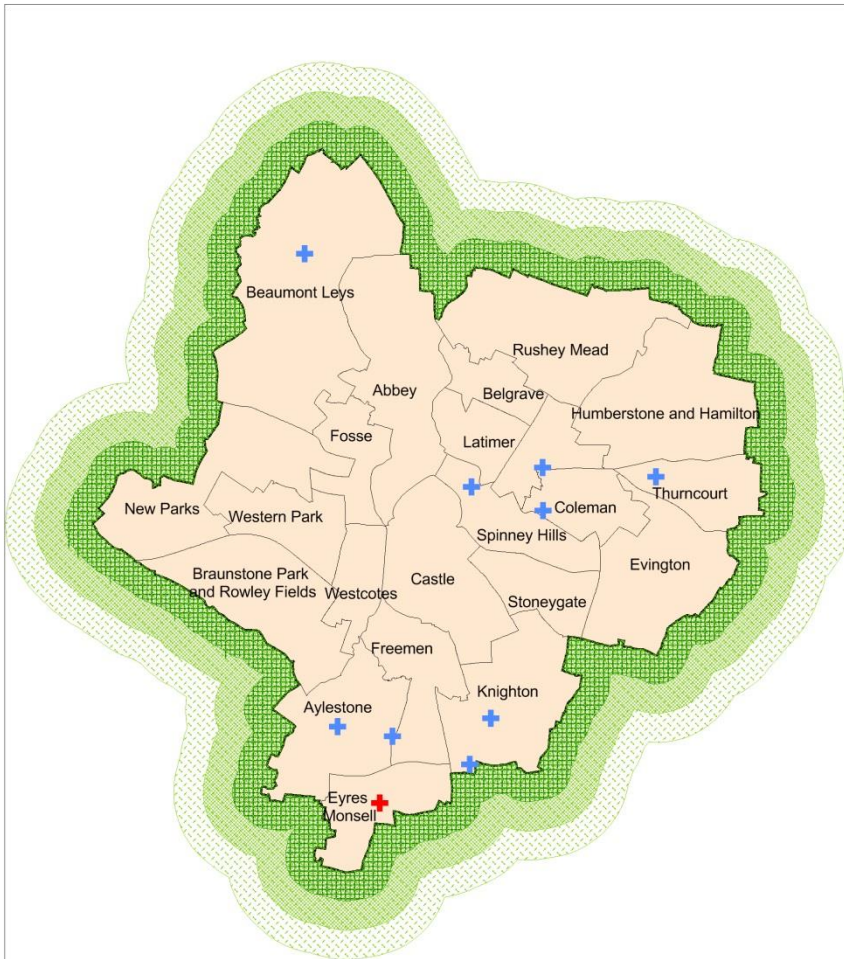 Beaumont Leys
Rushey Mead
Abbey
Belgrave
Humberstone and Hamilton
Fosse
Latimer
Thurncourt
New Parks
Western Park
Coleman
Spinney Hills
Evington
Braunstone Park
and Rowley Fields
Westcotes
Castle
Stoneygate
Freemen
Knighton
Aylestone
Eyres
Monsell